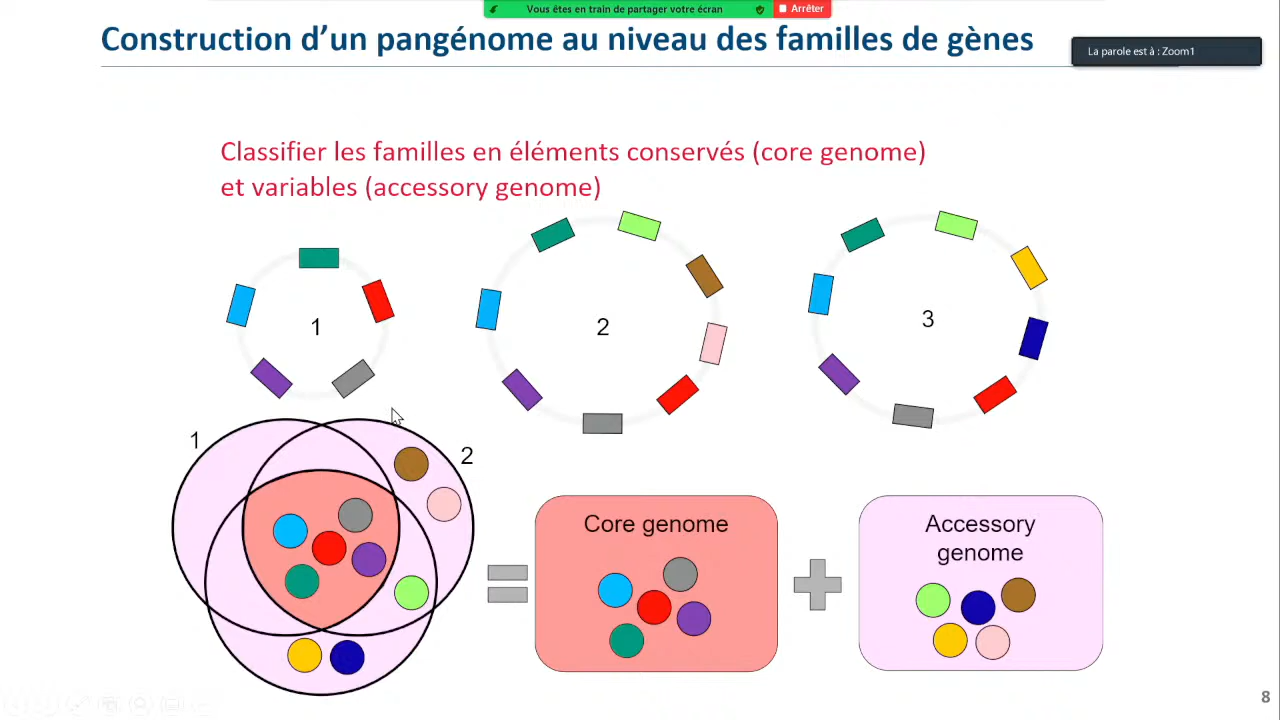 Vous êtes en train de partager votre écran
Arrêter
Construction d'un pangénome au niveau des familles de gènes
La parole est à : Zoom1
Classifier les familles en éléments conservés (core genome)
et variables (accessory genome)
1
2
3
1
2
Core genome
Accessory
genome
8